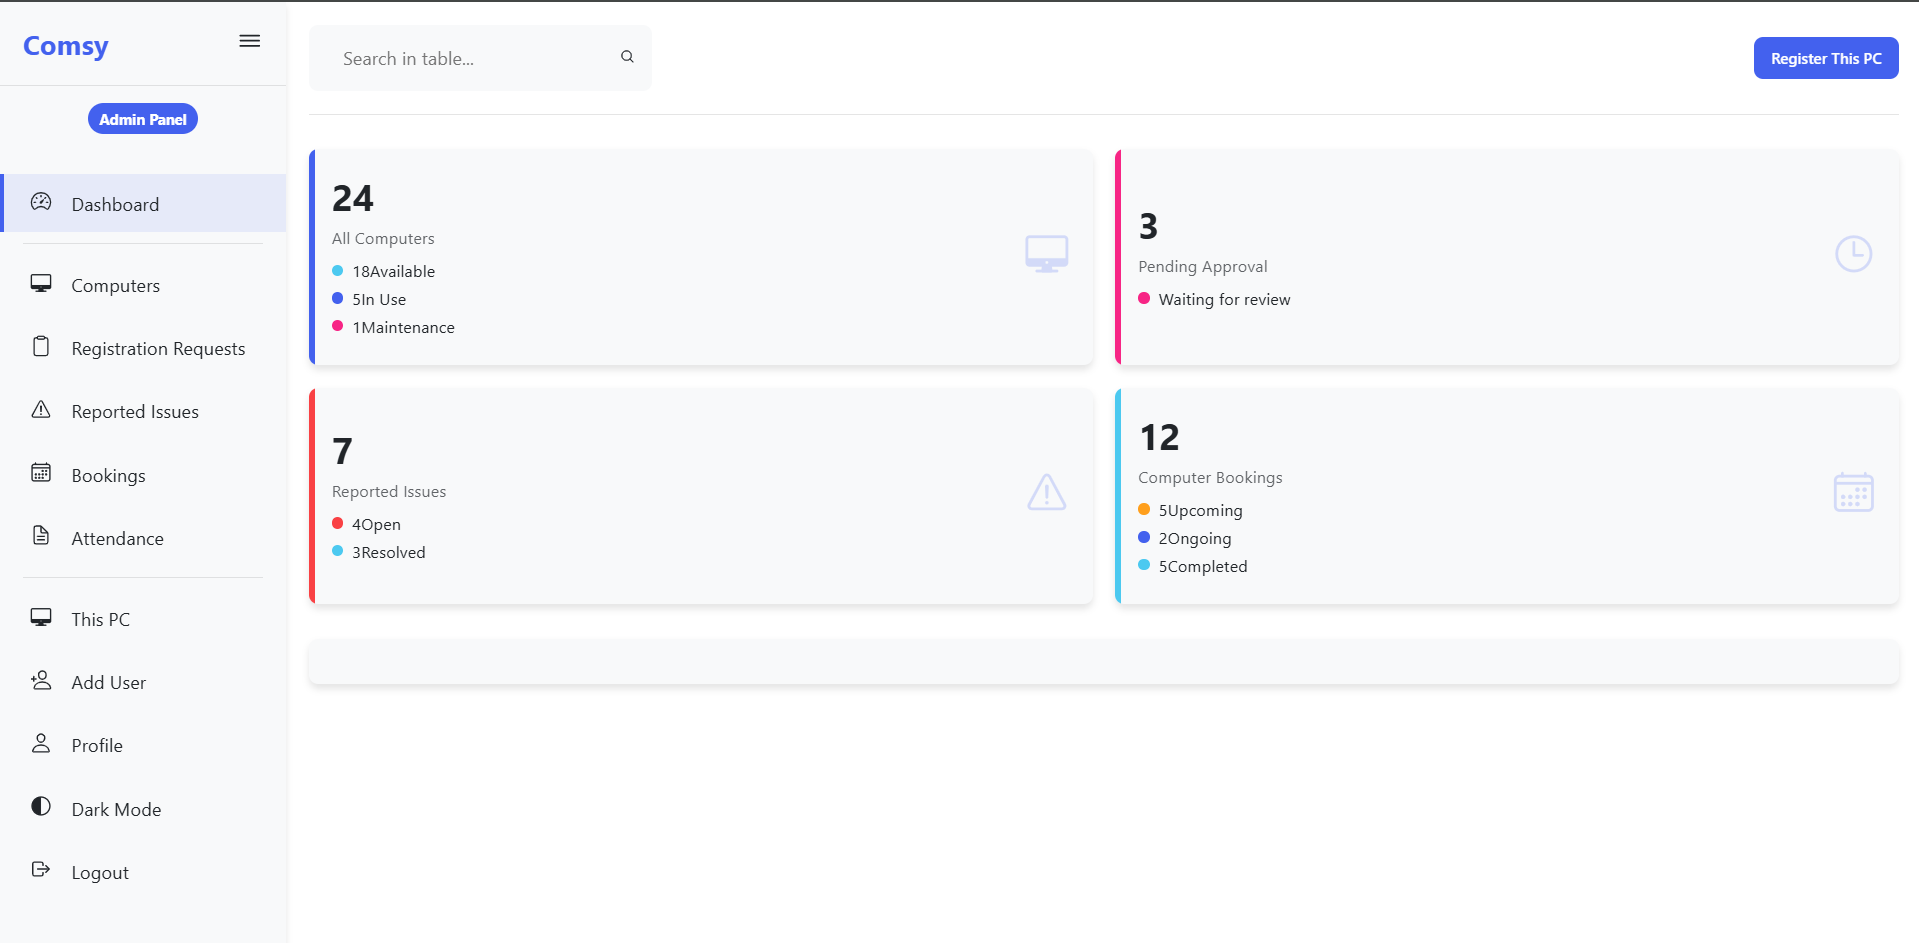 Comsy
Admin Panel
Dashboard
Computers
Registration Requests
Reported Issues
Bookings
Attendance
This PC
Add User
Profile
Dark Mode
Logout
Search in table...
Register This PC
24
All Computers
18Available
5In Use
1Maintenance
3
Pending Approval
Waiting for review
7
Reported Issues
4Open
3Resolved
12
Computer Bookings
5Upcoming
2Ongoing
5Completed